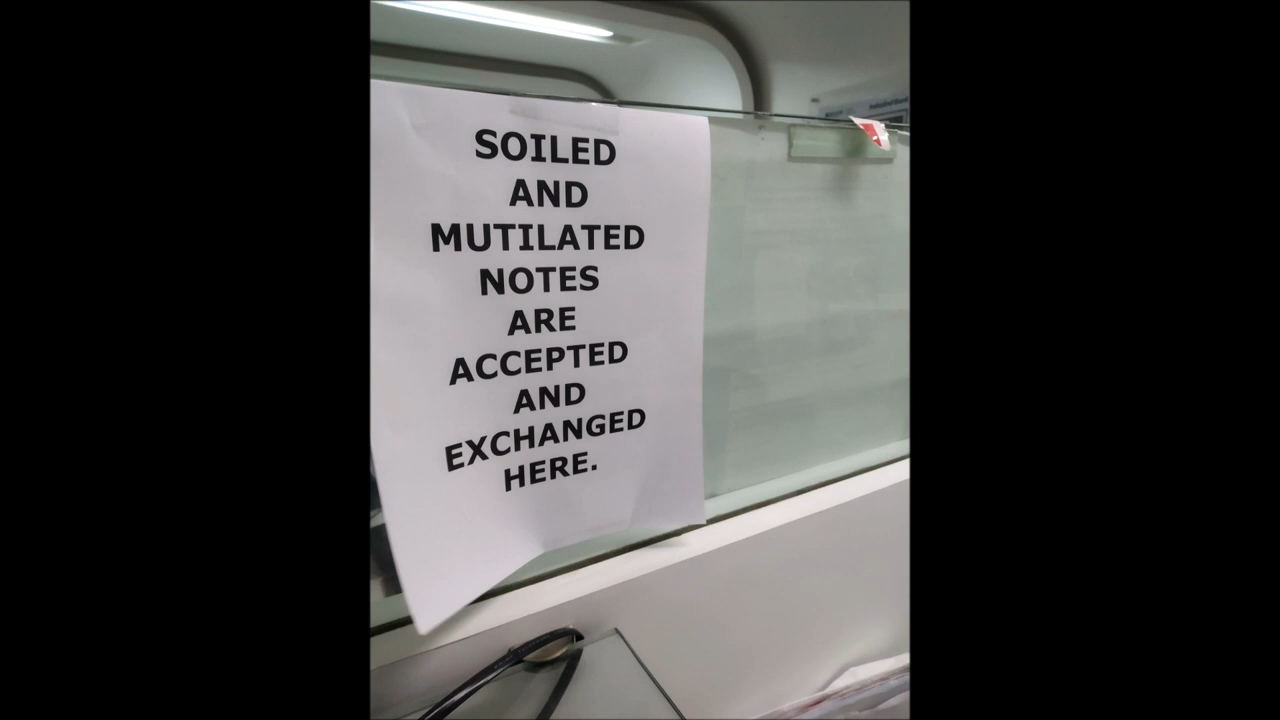 SOILED
AND
MUTILATED
NOTES
ARE
ACCEPTED
AND
EXCHANGED
HERE.